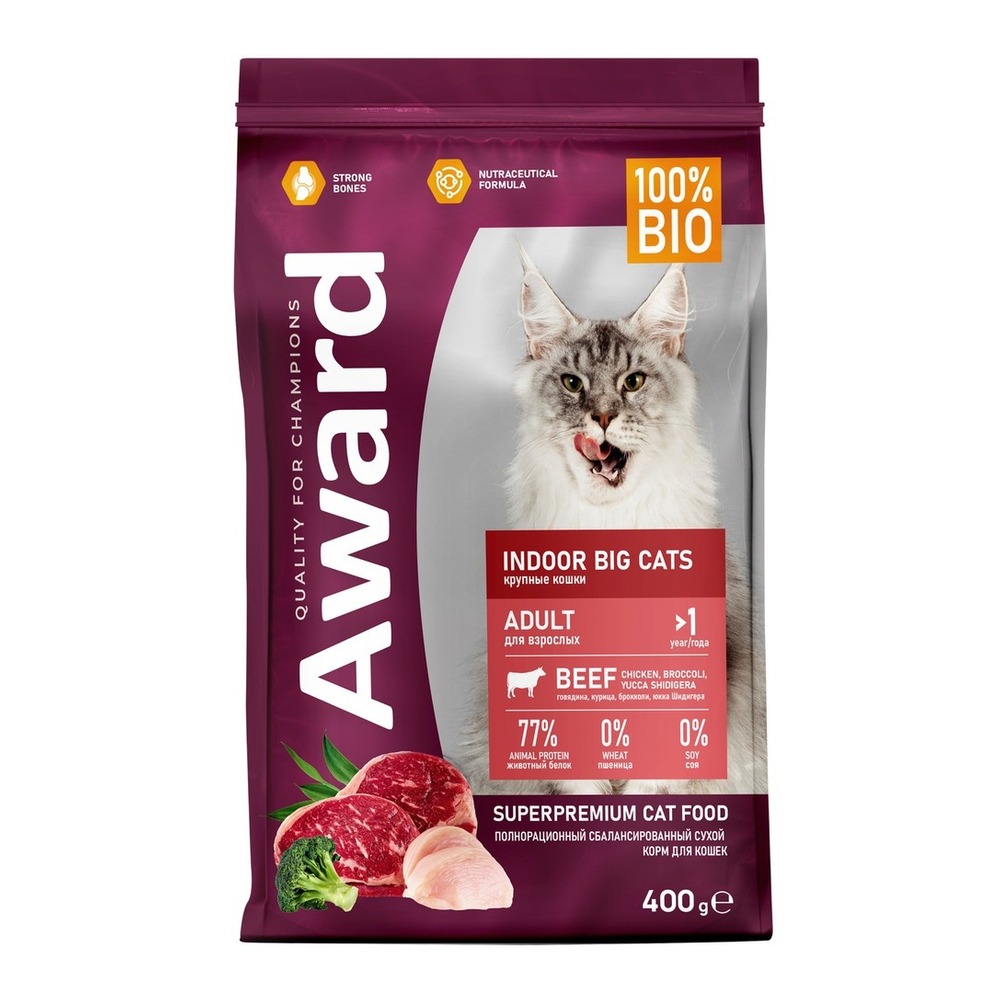 STRONG
BONES
NUTRACEUTICAL
FORMULA
100%
BIO
QUALITY FOR CHAMPIONS
Award
INDOOR BIG CATS
крупные кошки
ADULT
для взрослых
>1
year/года
BEEF
CHICKEN, BROCCOLI,
YUCCA SHIDIGERA
говядина, курица, брокколи, юкка Шидигера
77%
ANIMAL PROTEIN
животный белок
0%
WHEAT
пшеница
0%
SOY
соя
SUPERPREMIUM CAT FOOD
ПОЛНОРАЦИОННЫЙ СБАЛАНСИРОВАННЫЙ СУХОЙ
КОРМ ДЛЯ КОШЕК
400 g ℮